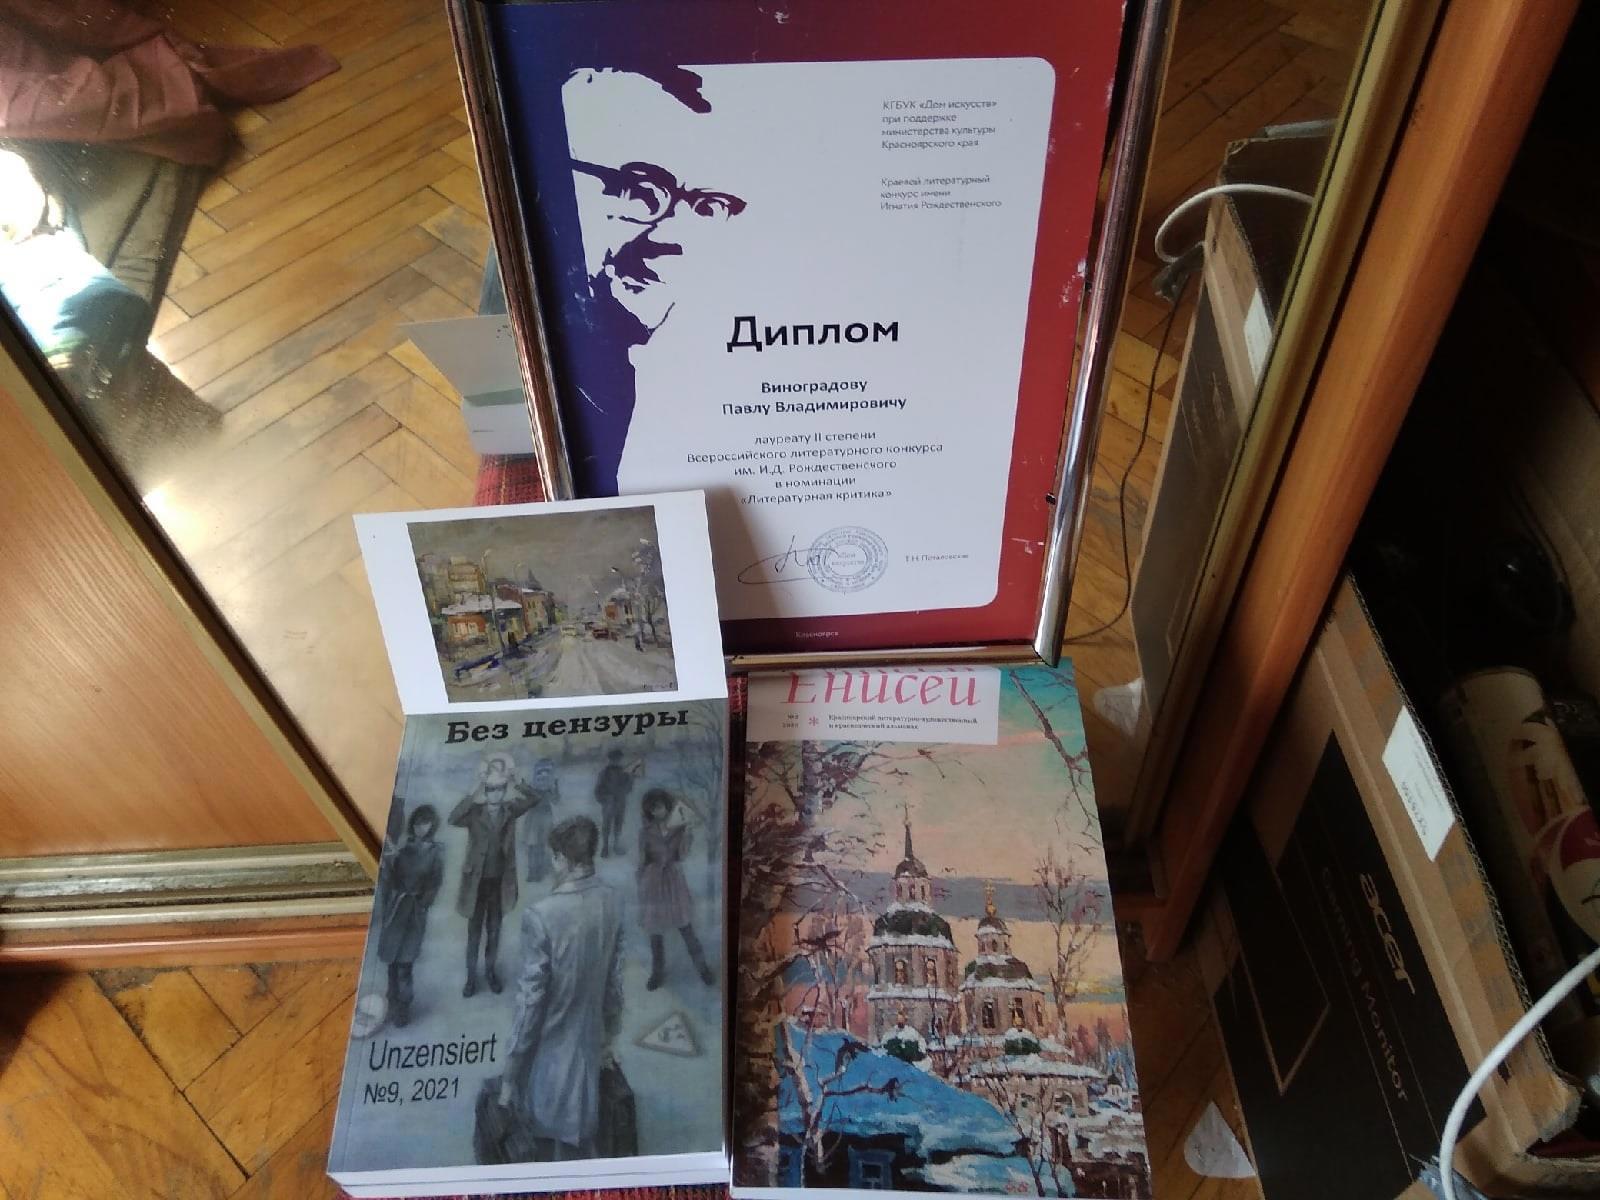 КГБУК «Дом искусств»
при поддержке
министерства культуры
Красноярского края
Краевой литературный
конкурс имени
Игнатия Рождественского
Диплом
Виноградову
Павлу Владимировичу
лауреату II степени
Всероссийского литературного конкурса
им. И.Д. Рождественского
в номинации
«Литературная критика»
Т.Н.
Красноярск
Без цензуры
Unzensiert
№9, 2021
Енисей
Красноярский литературно-художественный
и краеведческий альманах
acer
Gaming Monitor